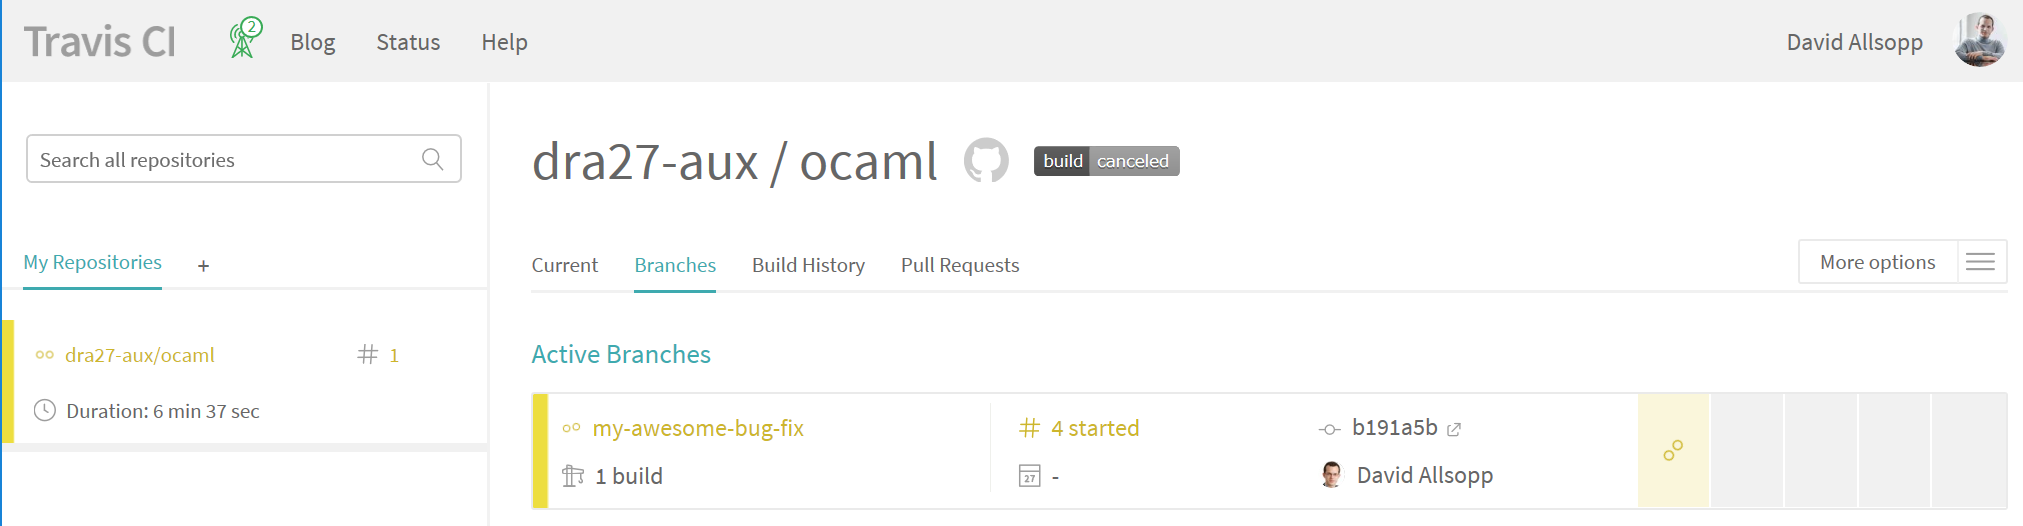 Travis CI 2 Blog Status Help David Allsopp
Search all repositories
dra27-aux / ocaml build canceled
My Repositories +
Current Branches Build History Pull Requests More options
dra27-aux/ocaml # 1
Duration: 6 min 37 sec
Active Branches
my-awesome-bug-fix # 4 started b191a5b
1 build 27 - David Allsopp